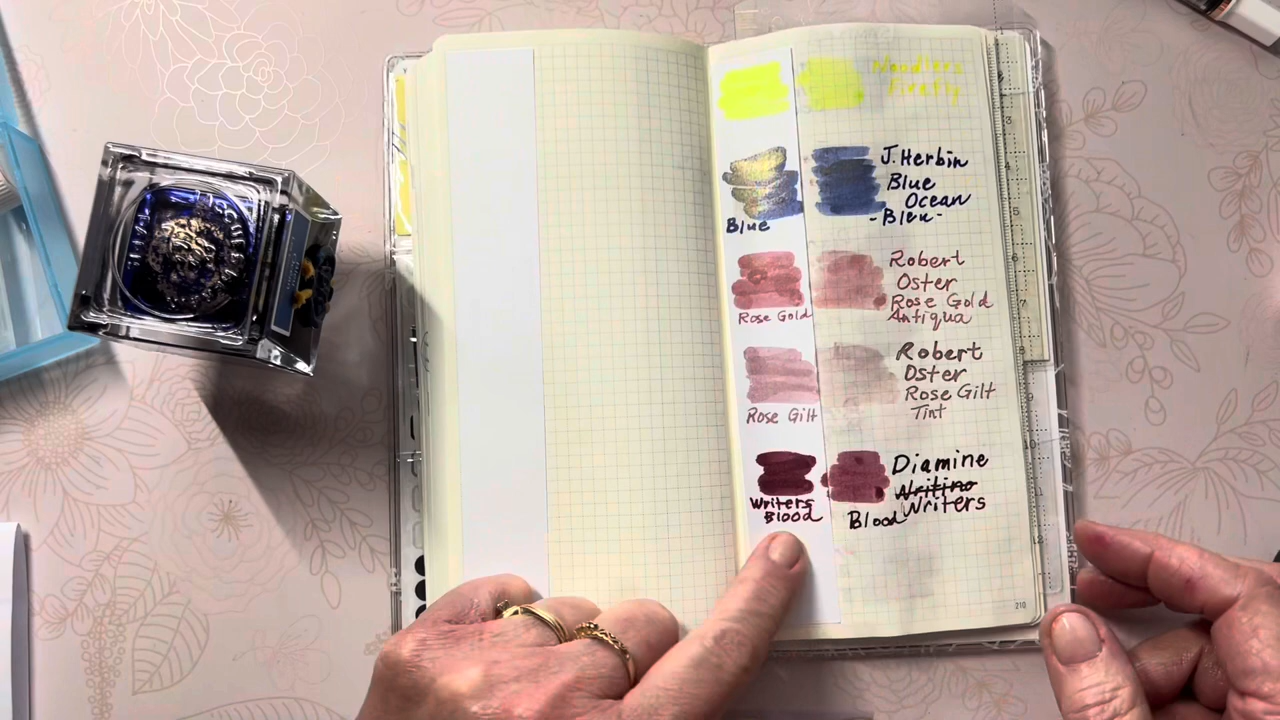 Noodlers
Firefly
J. Herbin
Blue
Ocean
-Bleu-
Blue
Robert
Oster
Rose Gold
Antiqua
Rose Gold
Robert
Oster
Rose Gilt
Tint
Rose Gilt
Diamine
Writing
Writers
Blood
Writers
Blood
210